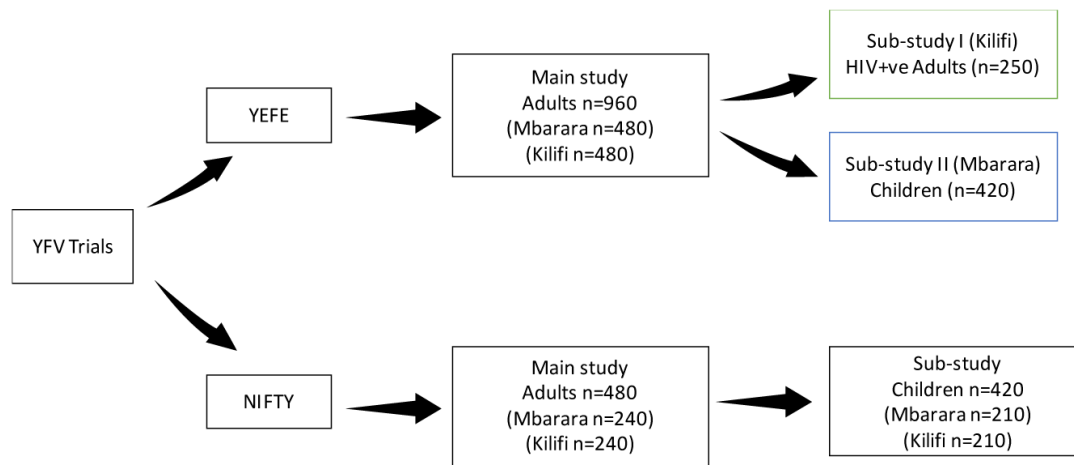 YFV Trials
YEFE
Main study
Adults n=960
(Mbarara n=480)
(Kilifi n=480)
Sub-study I (Kilifi)
HIV+ve Adults (n=250)
Sub-study II (Mbarara)
Children (n=420)
NIFTY
Main study
Adults n=480
(Mbarara n=240)
(Kilifi n=240)
Sub-study
Children n=420
(Mbarara n=210)
(Kilifi n=210)